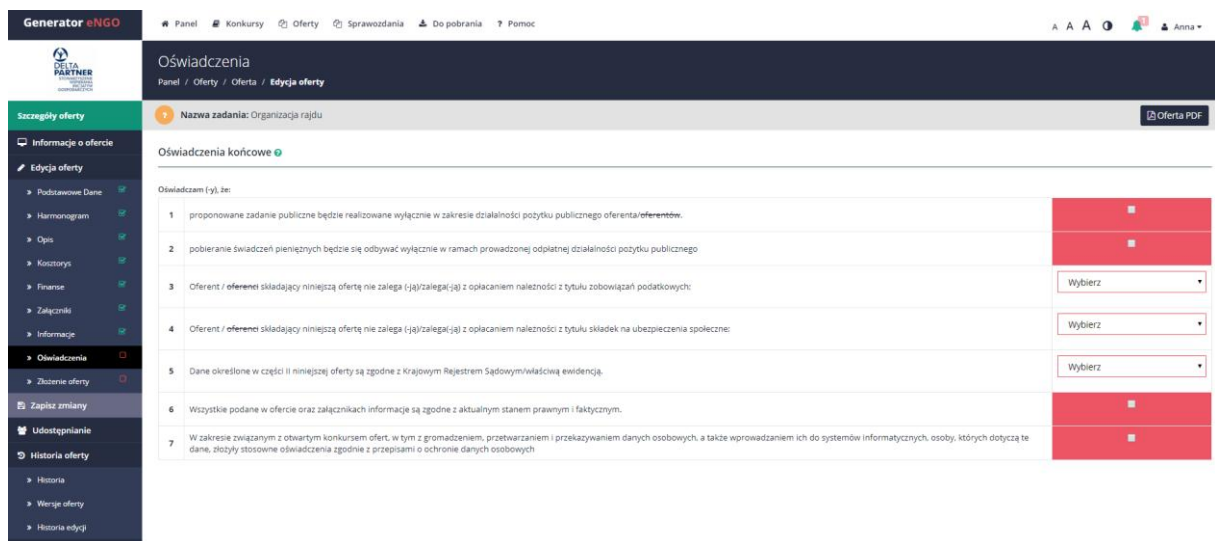 Generator eNGO
Panel Konkursy Oferty Sprawozdania Do pobrania ? Pomoc
A A A 1 Anna
DELTA
PARTNER
Oświadczenia
Panel / Oferty / Oferta / Edycja oferty
Szczegóły oferty
? Nazwa zadania: Organizacja rajdu
Oferta PDF
Informacje o ofercie
Edycja oferty
» Podstawowe Dane
» Harmonogram
» Opis
» Kosztorys
» Finanse
» Załączniki
» Informacje
» Oświadczenia
» Złożenie oferty
Zapisz zmiany
Udostępnianie
Historia oferty
» Historia
» Wersje oferty
» Historia edycji
Oświadczenia końcowe ?
Oświadczam (-y), że:
1 proponowane zadanie publiczne będzie realizowane wyłącznie w zakresie działalności pożytku publicznego oferenta/oferentów.
2 pobieranie świadczeń pieniężnych będzie się odbywać wyłącznie w ramach prowadzonej odpłatnej działalności pożytku publicznego
3 Oferent / oferenci składający niniejszą ofertę nie zalega (-ją)/zalega(-ją) z opłacaniem należności z tytułu zobowiązań podatkowych; Wybierz
4 Oferent / oferenci składający niniejszą ofertę nie zalega (-ją)/zalega(-ją) z opłacaniem należności z tytułu składek na ubezpieczenia społeczne; Wybierz
5 Dane określone w części II niniejszej oferty są zgodne z Krajowym Rejestrem Sądowym/właściwą ewidencją. Wybierz
6 Wszystkie podane w ofercie oraz załącznikach informacje są zgodne z aktualnym stanem prawnym i faktycznym.
7 W zakresie związanym z otwartym konkursem ofert, w tym z gromadzeniem, przetwarzaniem i przekazywaniem danych osobowych, a także wprowadzaniem ich do systemów informatycznych, osoby, których dotyczą te
dane, złożyły stosowne oświadczenia zgodnie z przepisami o ochronie danych osobowych